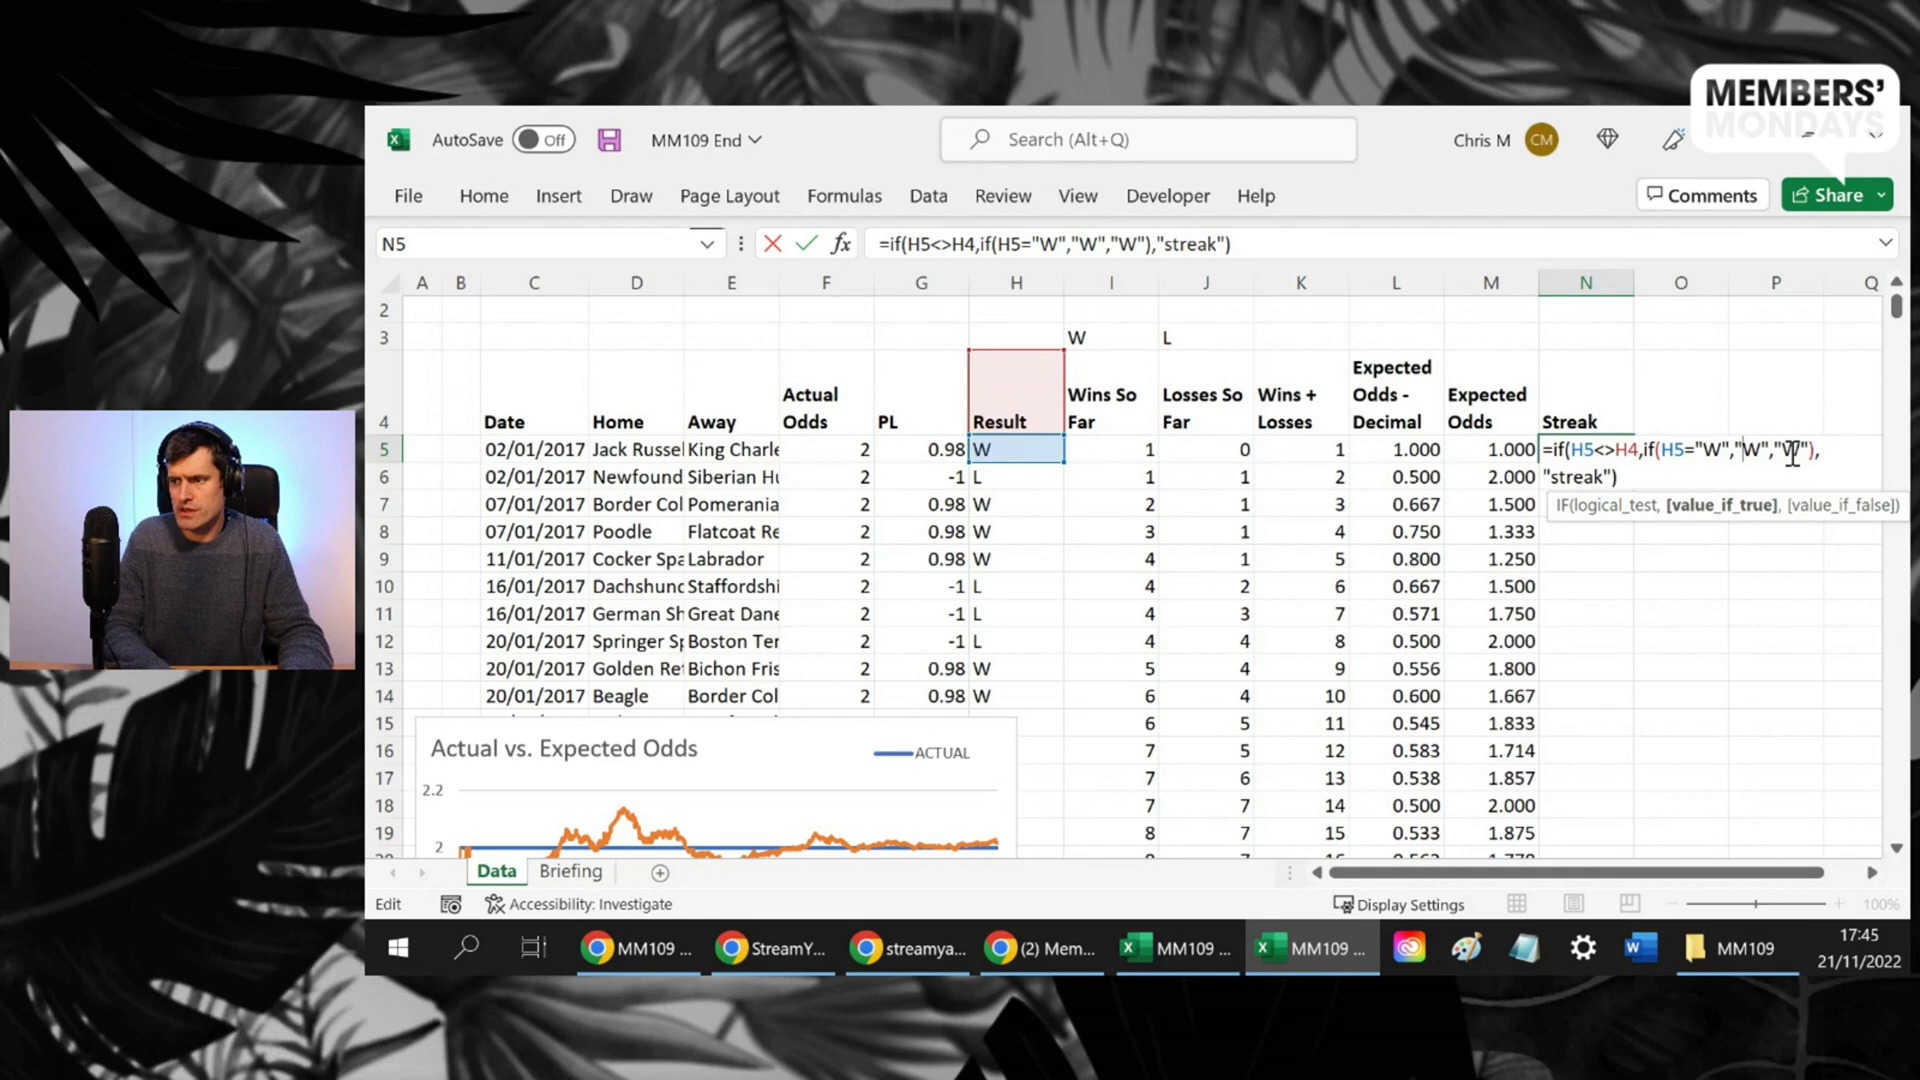 MEMBERS'
MONDAYS
AutoSave Off MM109 End Search (Alt+Q) Chris M CM
File Home Insert Draw Page Layout Formulas Data Review View Developer Help Comments Share
N5 fx =if(H5<>H4,if(H5="W","W","W"),"streak")
A B C D E F G H I J K L M N O P Q
2
3 W L
4 Date Home Away Actual Odds PL Result Wins So Far Losses So Far Wins + Losses Expected Odds - Decimal Expected Odds Streak
5 02/01/2017 Jack Russel King Charle 2 0.98 W 1 0 1 1.000 1.000 =if(H5<>H4,if(H5="W","W","W"),
"streak")
6 02/01/2017 Newfound Siberian Hu 2 -1 L 1 1 2 0.500 2.000
IF(logical_test, [value_if_true], [value_if_false])
7 07/01/2017 Border Col Pomerania 2 0.98 W 2 1 3 0.667 1.500
8 07/01/2017 Poodle Flatcoat Re 2 0.98 W 3 1 4 0.750 1.333
9 11/01/2017 Cocker Spa Labrador 2 0.98 W 4 1 5 0.800 1.250
10 16/01/2017 Dachshund Staffordshi 2 -1 L 4 2 6 0.667 1.500
11 16/01/2017 German Sh Great Dane 2 -1 L 4 3 7 0.571 1.750
12 20/01/2017 Springer Sp Boston Ter 2 -1 L 4 4 8 0.500 2.000
13 20/01/2017 Golden Ret Bichon Fris 2 0.98 W 5 4 9 0.556 1.800
14 20/01/2017 Beagle Border Col 2 0.98 W 6 4 10 0.600 1.667
15 6 5 11 0.545 1.833
16 7 5 12 0.583 1.714
17 7 6 13 0.538 1.857
18 7 7 14 0.500 2.000
19 8 7 15 0.533 1.875
Actual vs. Expected Odds ACTUAL
2.2
2
Data Briefing
Edit Accessibility: Investigate Display Settings 100%
MM109 ... StreamY... streamya... (2) Mem... MM109 ... MM109 ... MM109
17:45
21/11/2022